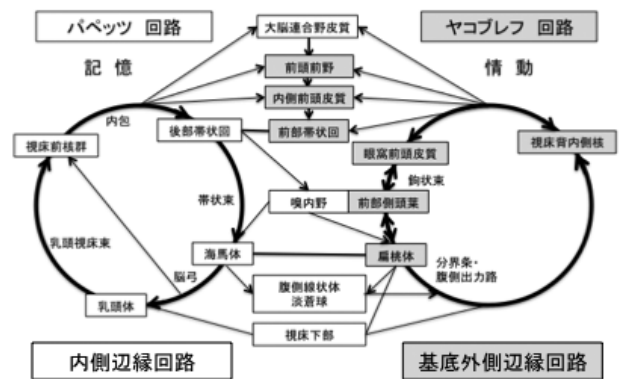 パペッツ 回路
大脳連合野皮質
ヤコブレフ 回路
記 憶
前頭前野
情 動
内側前頭皮質
内包
後部帯状回
前部帯状回
視床前核群
眼窩前頭皮質
視床背内側核
鉤状束
帯状束
嗅内野
前部側頭葉
乳頭視床束
海馬体
扁桃体
分界条・
腹側出力路
脳弓
腹側線状体
淡蒼球
乳頭体
視床下部
内側辺縁回路
基底外側辺縁回路